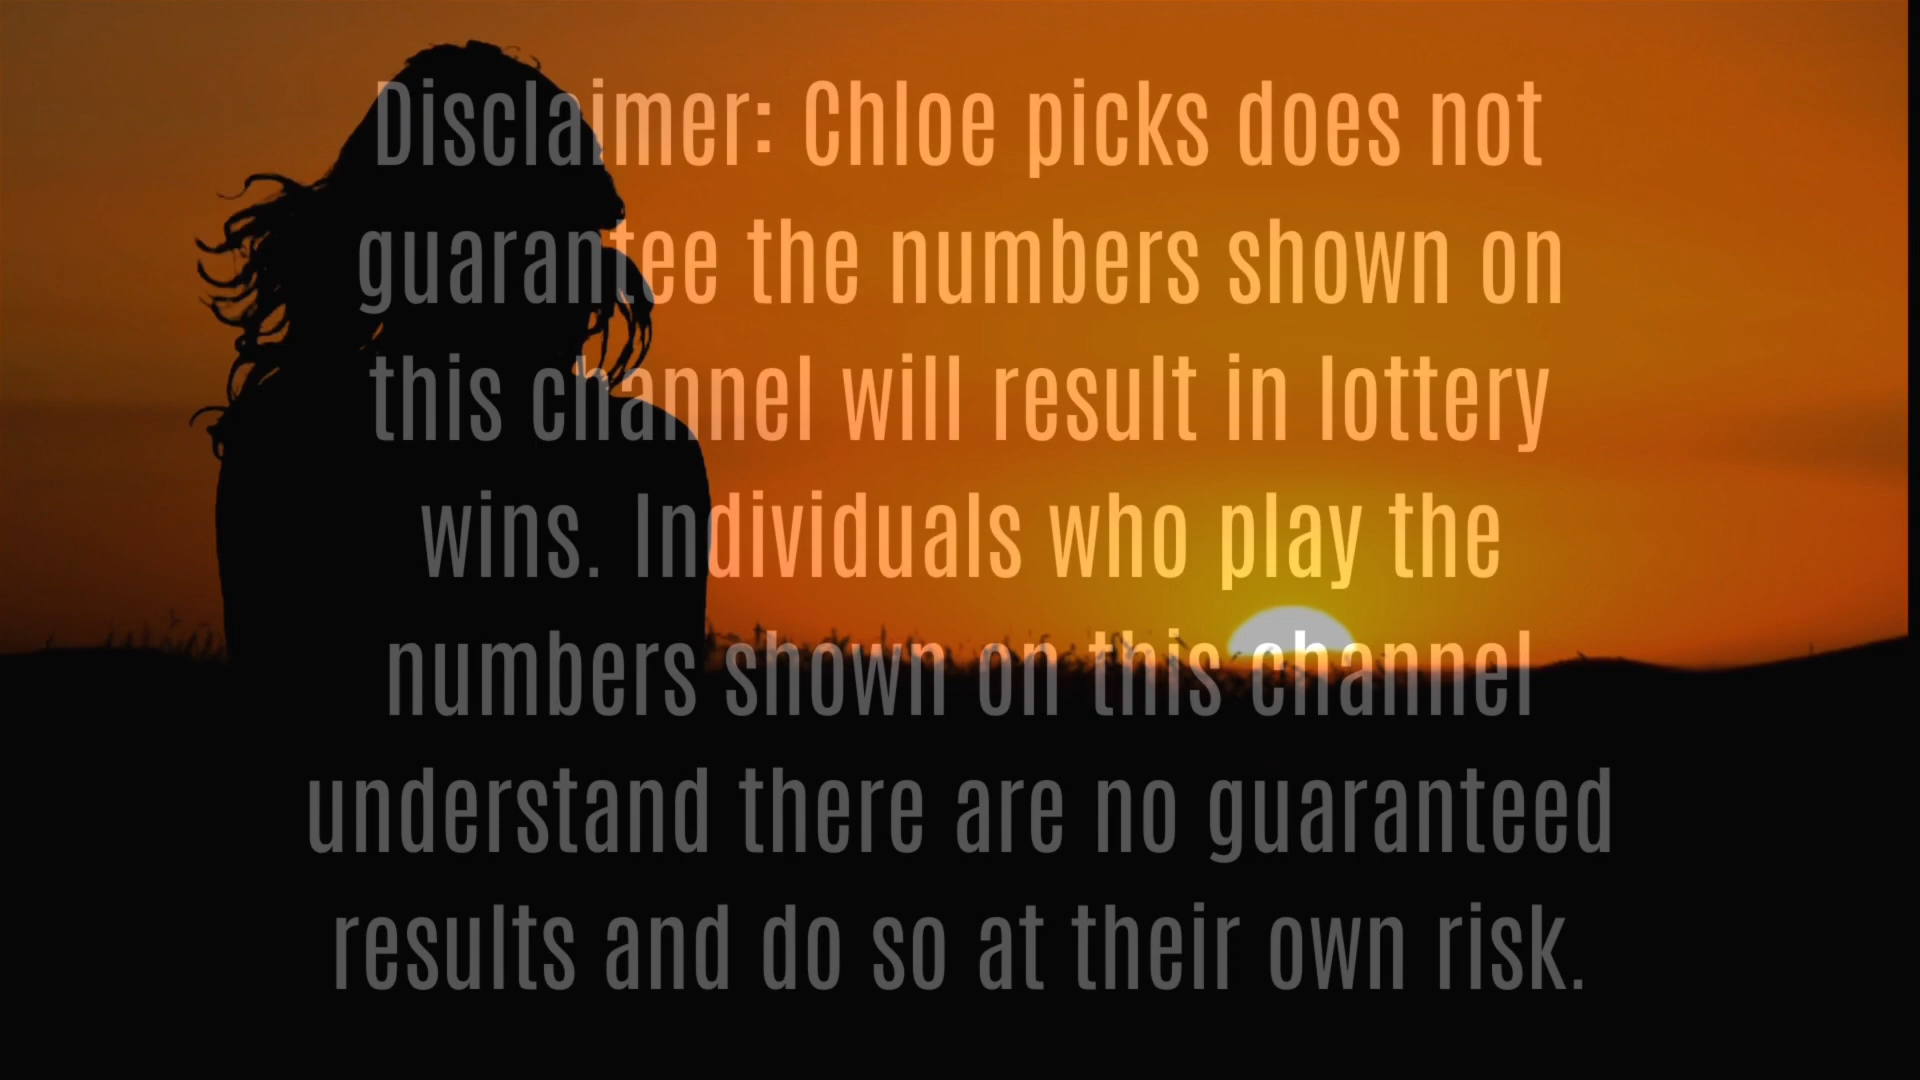 Disclaimer: Chloe picks does not
guarantee the numbers shown on
this channel will result in lottery
wins. Individuals who play the
numbers shown on this channel
understand there are no guaranteed
results and do so at their own risk.